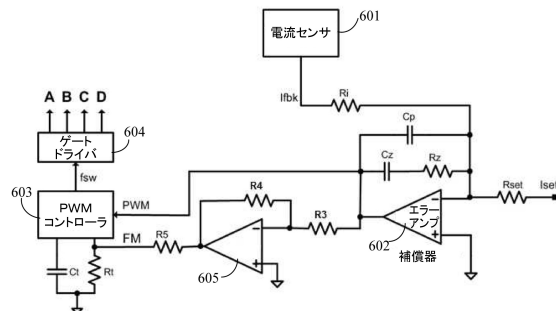 電流センサ
601
Ifbk
Ri
Cp
Cz
Rz
A B C D
604
ゲート
ドライバ
fsw
603
PWM
コントローラ
PWM
R4
R3
エラー
アンプ
602
補償器
Rset
Iset
FM
R5
605
Ct
Rt